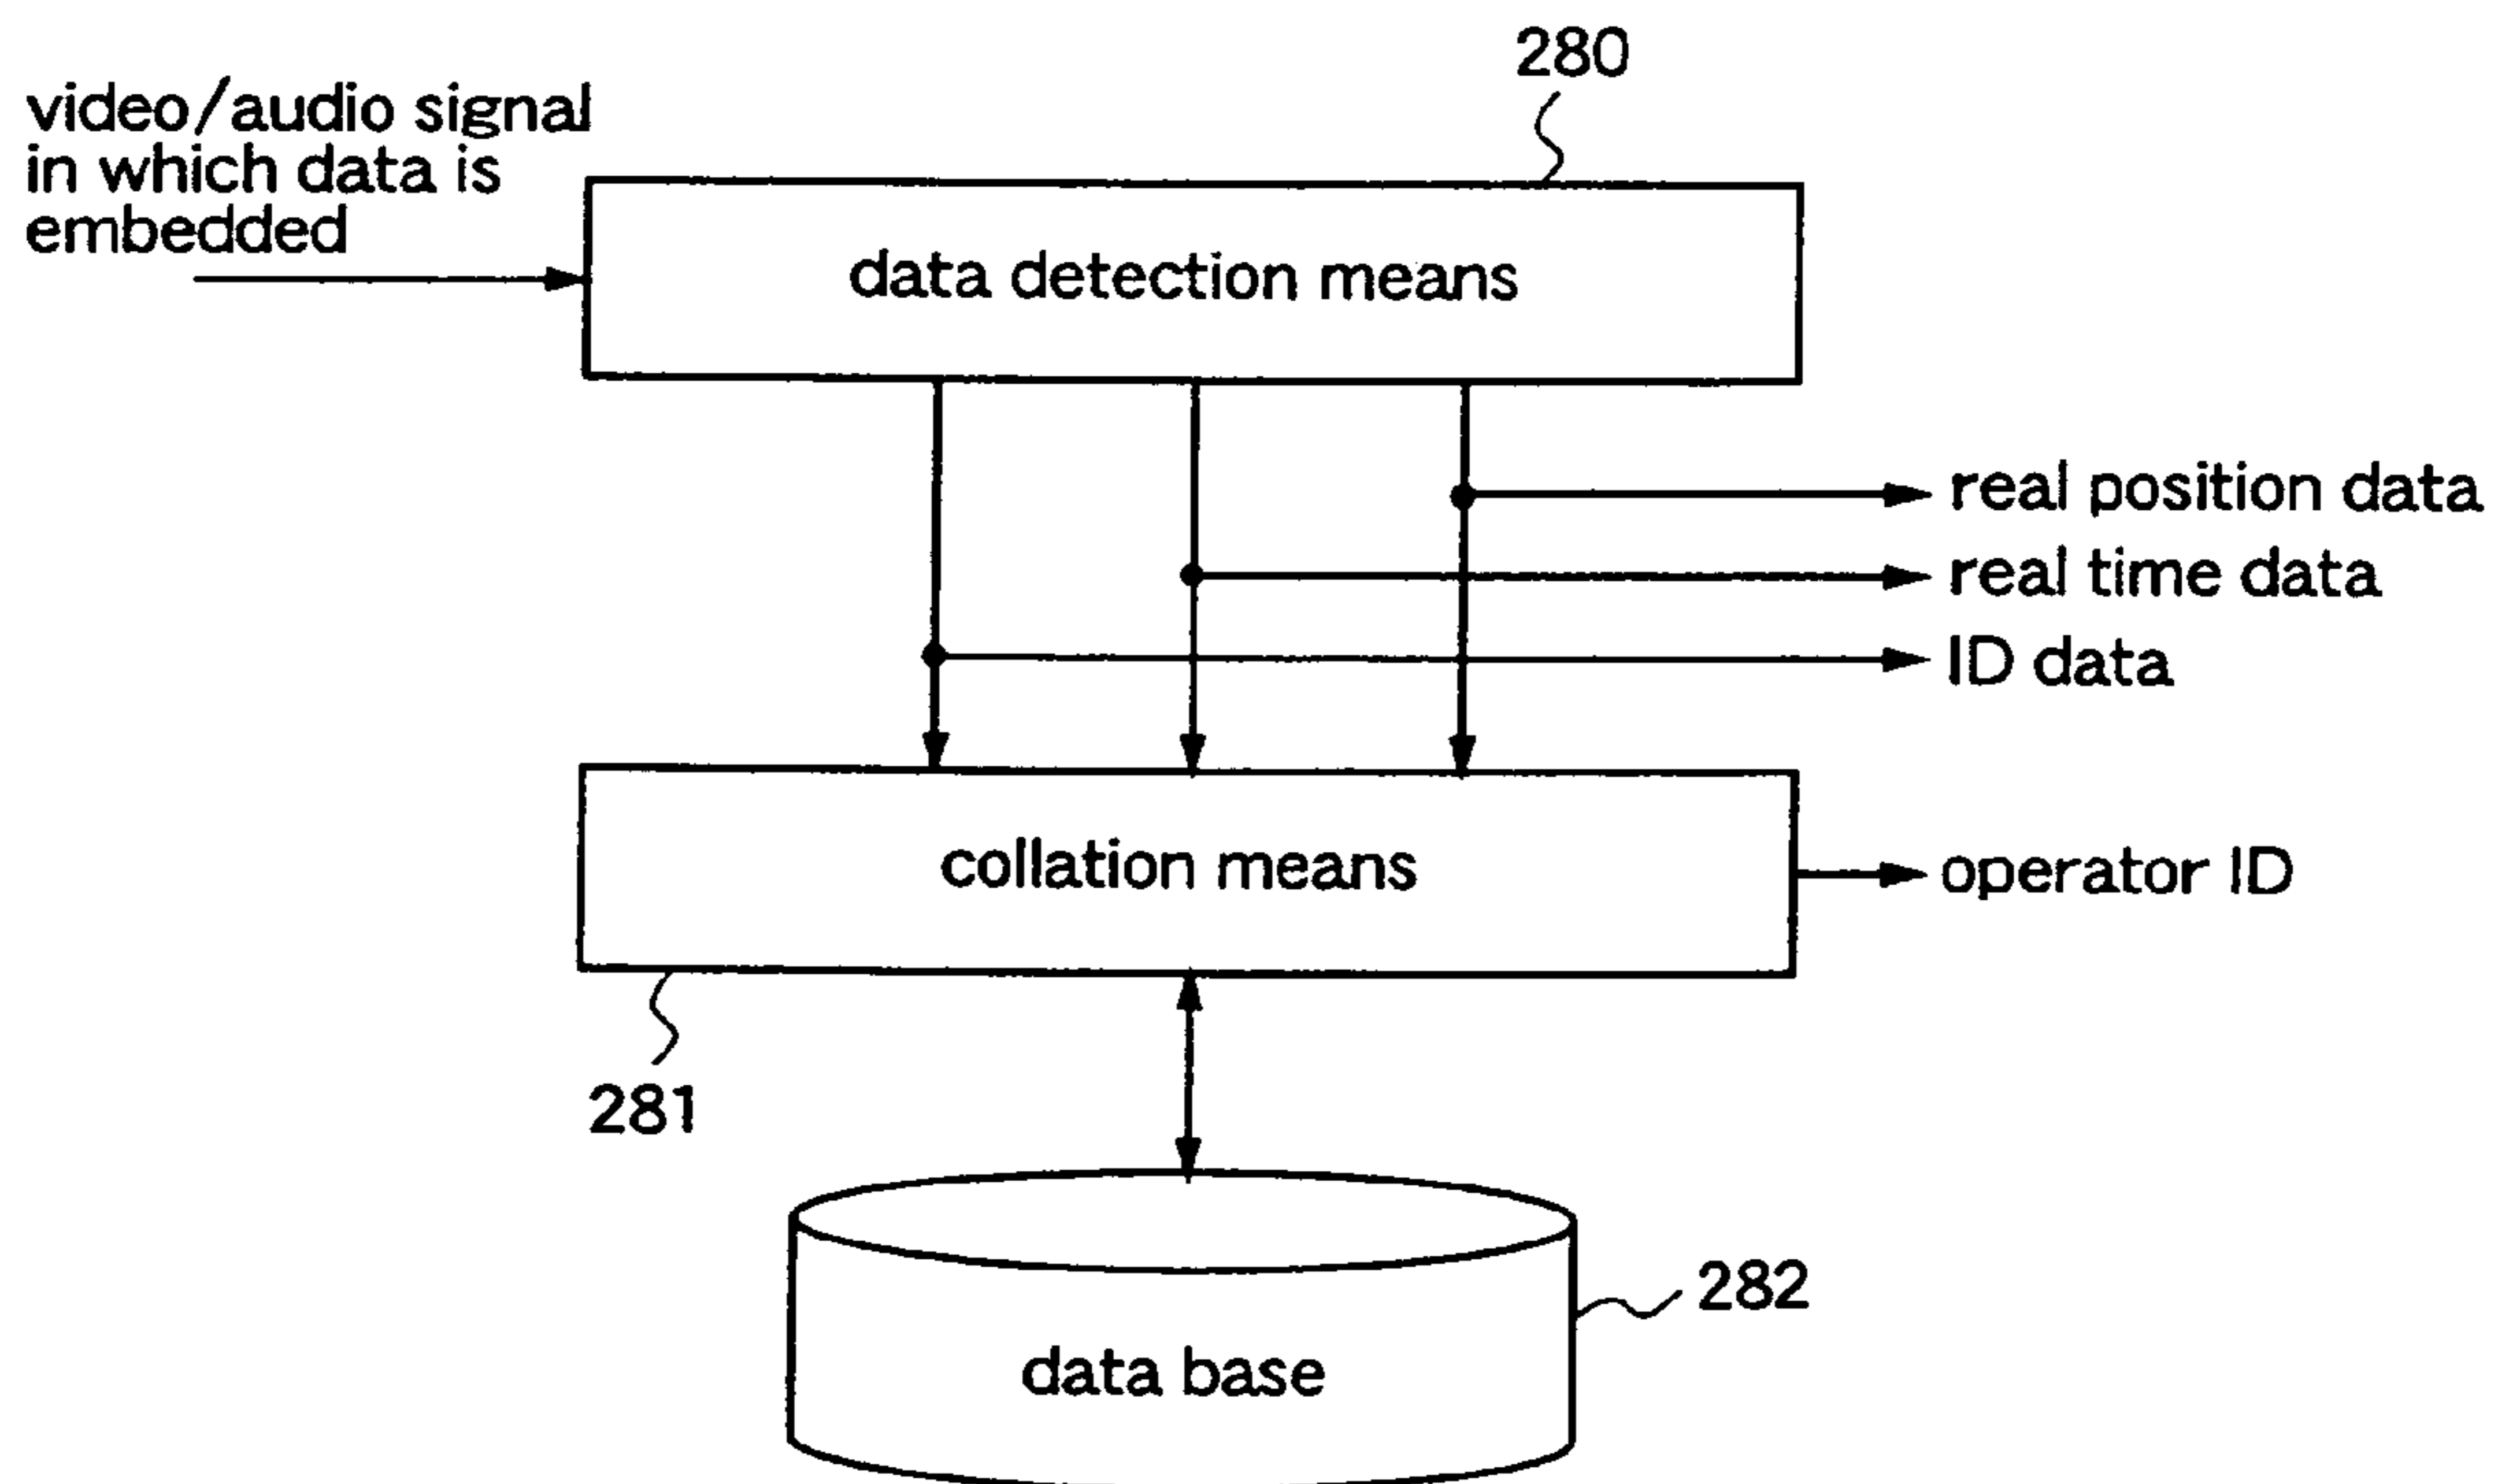 280
video/audio signal
in which data is
embedded
data detection means
real position data
real time data
ID data
collation means
operator ID
281
282
data base